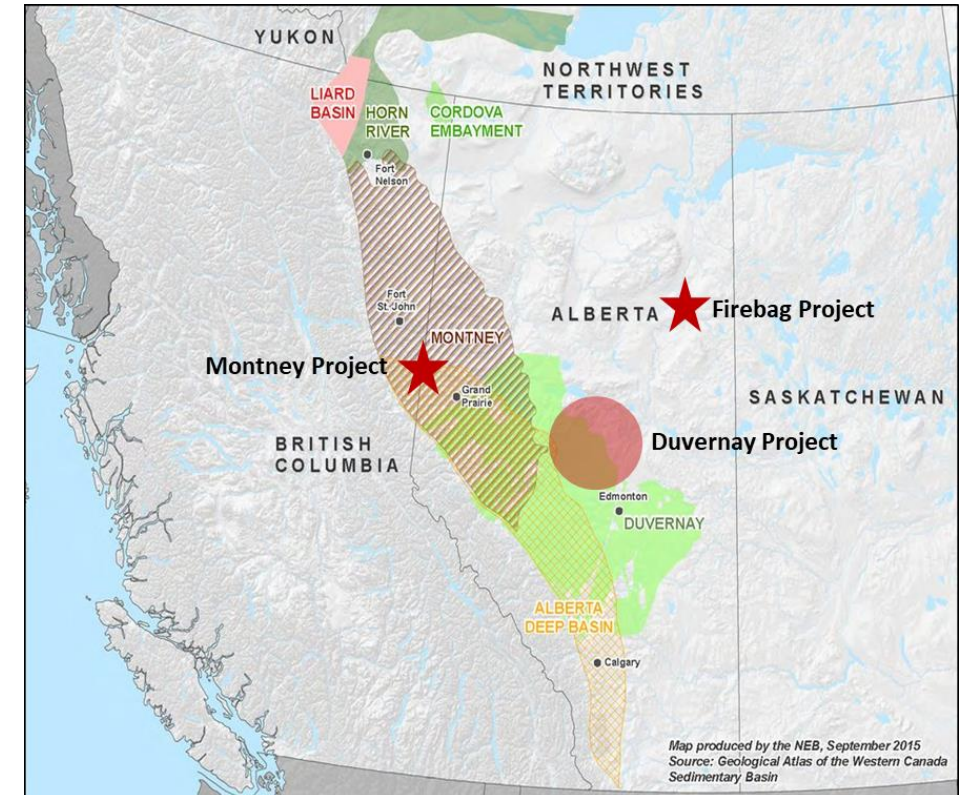 YUKON
NORTHWEST
TERRITORIES
LIARD
BASIN
HORN
RIVER
CORDOVA
EMBAYMENT
Fort
Nelson
Fort
St. John
ALBERTA
Firebag Project
MONTNEY
Montney Project
Grand
Prairie
SASKATCHEWAN
BRITISH
COLUMBIA
Duvernay Project
Edmonton
DUVERNAY
ALBERTA
DEEP BASIN
Calgary
Map produced by the NEB, September 2015
Source: Geological Atlas of the Western Canada
Sedimentary Basin